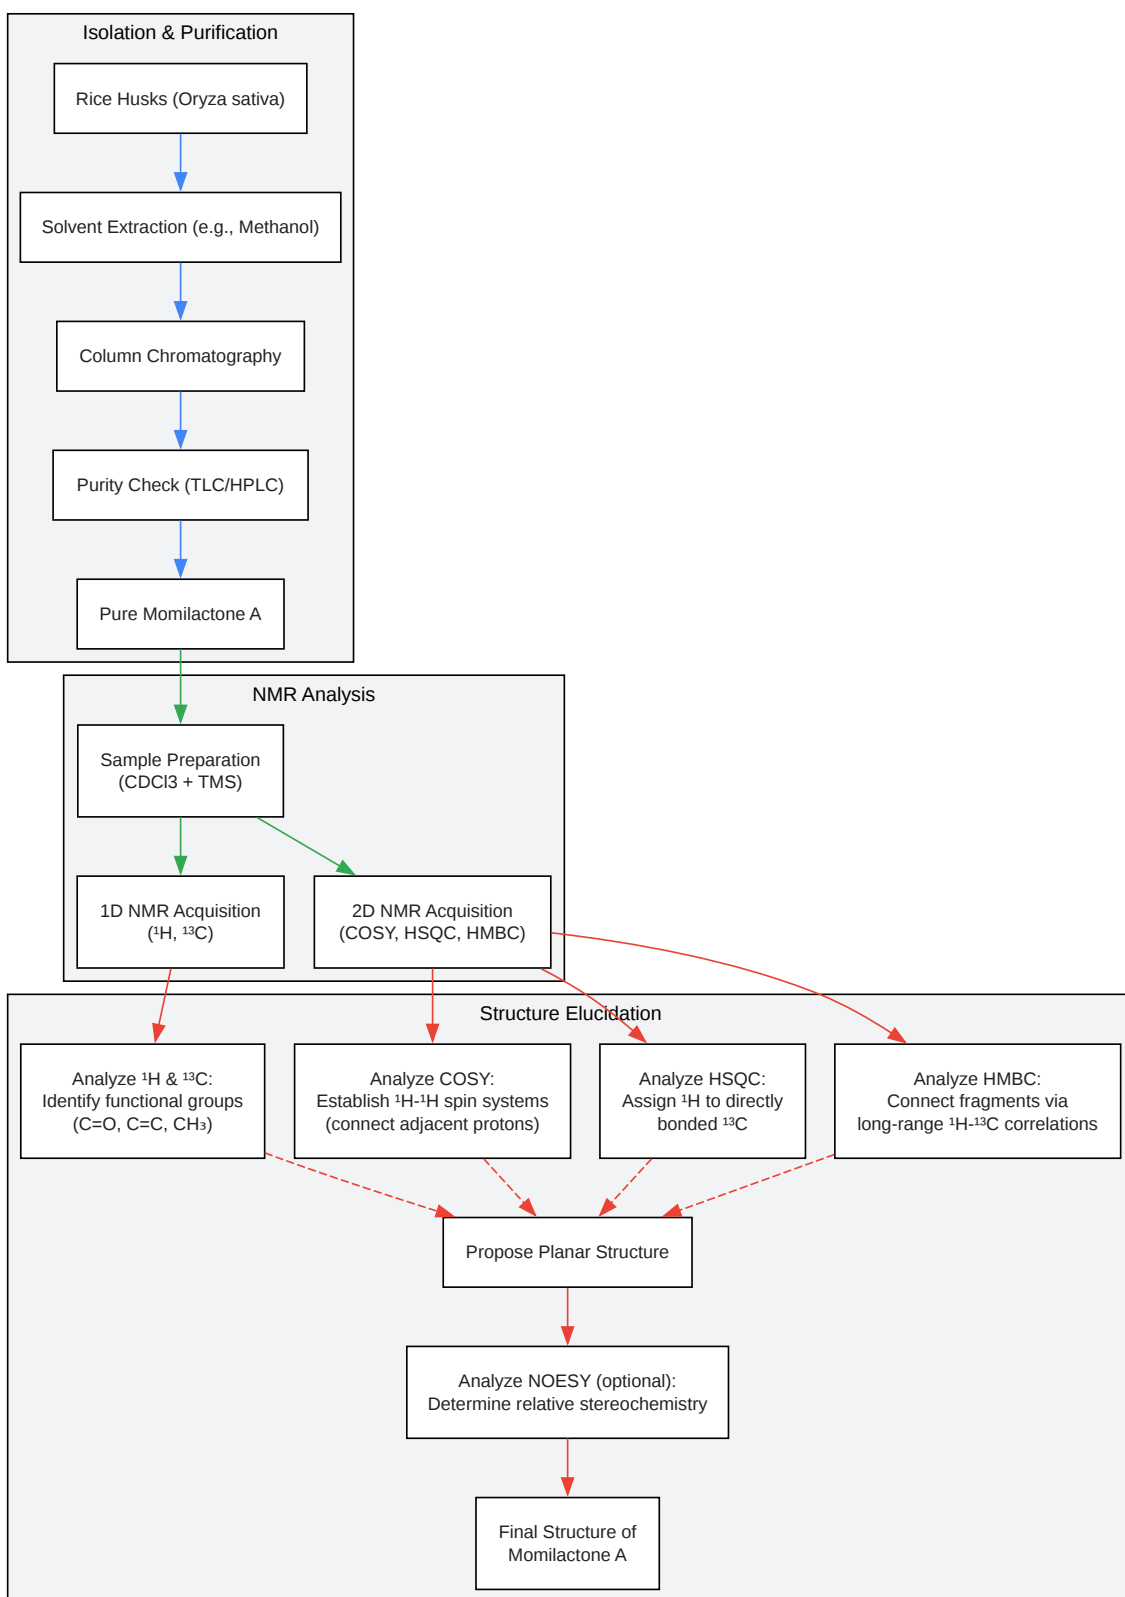 Isolation & Purification
Rice Husks (Oryza sativa)
Solvent Extraction (e.g., Methanol)
Column Chromatography
Purity Check (TLC/HPLC)
Pure Momilactone A
NMR Analysis
Sample Preparation
(CDCl3 + TMS)
1D NMR Acquisition
(¹H, ¹³C)
2D NMR Acquisition
(COSY, HSQC, HMBC)
Structure Elucidation
Analyze ¹H & ¹³C:
Identify functional groups
(C=O, C=C, CH₃)
Analyze COSY:
Establish ¹H-¹H spin systems
(connect adjacent protons)
Analyze HSQC:
Assign ¹H to directly
bonded ¹³C
Analyze HMBC:
Connect fragments via
long-range ¹H-¹³C correlations
Propose Planar Structure
Analyze NOESY (optional):
Determine relative stereochemistry
Final Structure of
Momilactone A